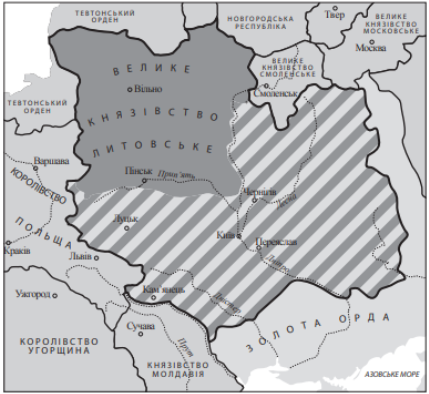 ТЕВТОНСЬКИЙ
ОРДЕН
НОВГОРОДСЬКА
РЕСПУБЛІКА
Твер
ВЕЛИКЕ
КНЯЗІВСТВО
МОСКОВСЬКЕ
Москва
ВЕЛИКЕ
КНЯЗІВСТВО
СМОЛЕНСЬКЕ
Смоленськ
ВЕЛИКЕ
Вільно
КНЯЗІВСТВО
ЛИТОВСЬКЕ
ТЕВТОНСЬКИЙ
ОРДЕН
Варшава
КОРОЛІВСТВО
ПОЛЬЩА
Краків
Пінськ
Прип'ять
Чернігів
Десна
Луцьк
Київ
Переяслав
Дніпро
Львів
Кам'янець
Дністер
Ужгород
Сучава
Прут
КОРОЛІВСТВО
УГОРЩИНА
КНЯЗІВСТВО
МОЛДАВІЯ
ЗОЛОТА ОРДА
АЗОВСЬКЕ МОРЕ